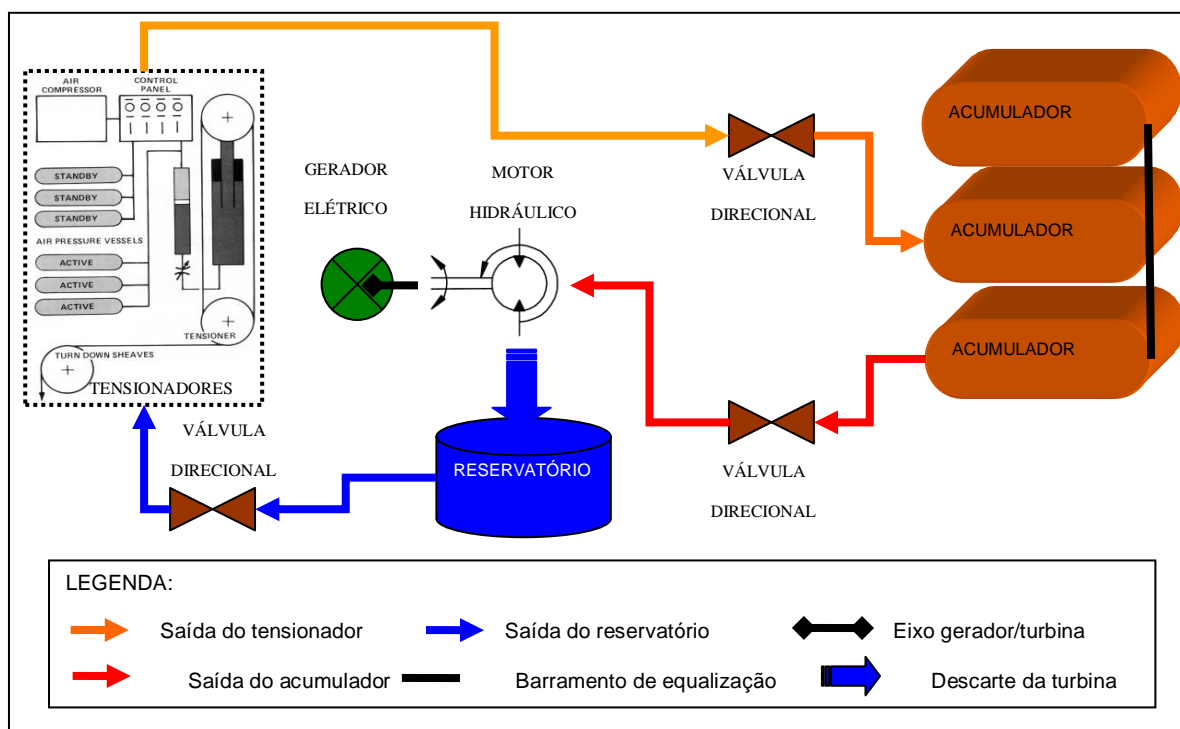 AIR
COMPRESSOR
CONTROL
PANEL
STANDBY
STANDBY
STANDBY
AIR PRESSURE VESSELS
ACTIVE
ACTIVE
ACTIVE
TENSIONER
TURN DOWN SHEAVES
TENSIONADORES
GERADOR
ELÉTRICO
MOTOR
HIDRÁULICO
VÁLVULA
DIRECIONAL
ACUMULADOR
ACUMULADOR
ACUMULADOR
VÁLVULA
DIRECIONAL
RESERVATÓRIO
VÁLVULA
DIRECIONAL
LEGENDA:
Saída do tensionador
Saída do reservatório
Eixo gerador/turbina
Saída do acumulador
Barramento de equalização
Descarte da turbina